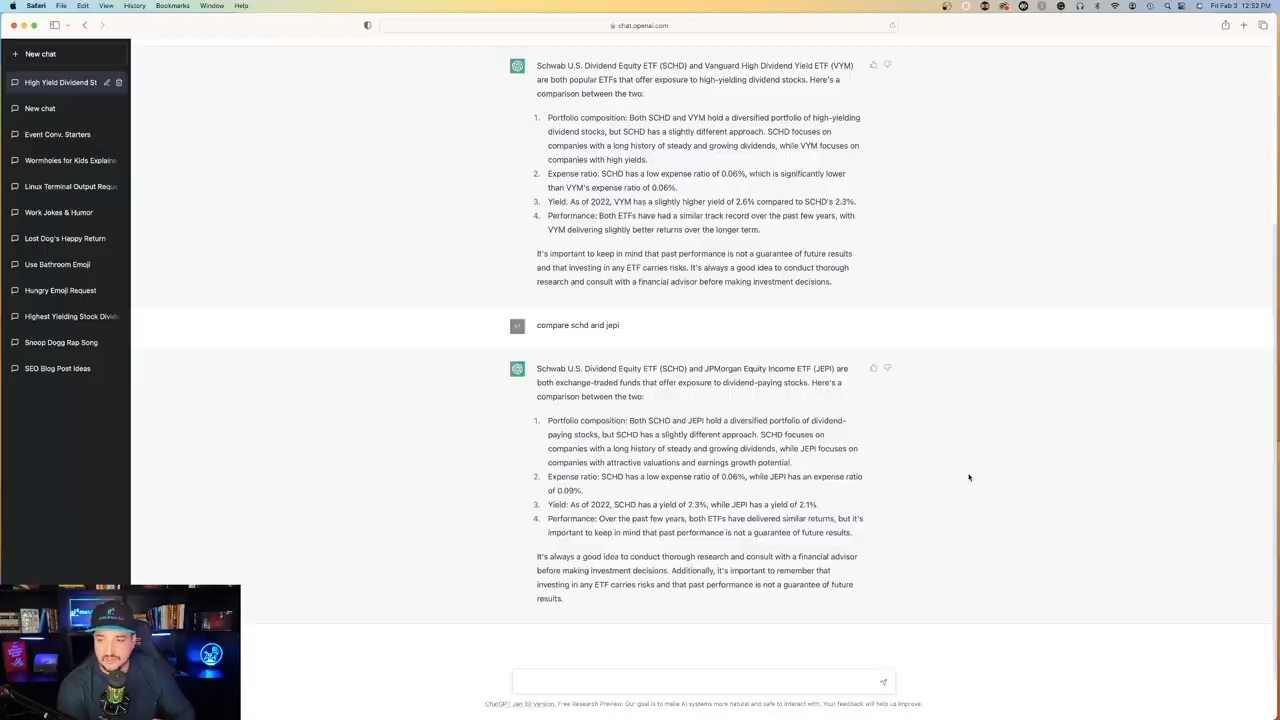 Safari File Edit View History Bookmarks Window Help
Fri Feb 3 12:52 PM
chat.openai.com
New chat
High Yield Dividend St
New chat
Event Conv. Starters
Wormholes for Kids Explaine
Linux Terminal Output Reque
Work Jokes & Humor
Lost Dog's Happy Return
Use Bathroom Emoji
Hungry Emoji Request
Highest Yielding Stock Divide
Snoop Dogg Rap Song
SEO Blog Post Ideas
Schwab U.S. Dividend Equity ETF (SCHD) and Vanguard High Dividend Yield ETF (VYM)
are both popular ETFs that offer exposure to high-yielding dividend stocks. Here's a
comparison between the two:
1. Portfolio composition: Both SCHD and VYM hold a diversified portfolio of high-yielding
dividend stocks, but SCHD has a slightly different approach. SCHD focuses on
companies with a long history of steady and growing dividends, while VYM focuses on
companies with high yields.
2. Expense ratio: SCHD has a low expense ratio of 0.06%, which is significantly lower
than VYM's expense ratio of 0.06%.
3. Yield: As of 2022, VYM has a slightly higher yield of 2.6% compared to SCHD's 2.3%.
4. Performance: Both ETFs have had a similar track record over the past few years, with
VYM delivering slightly better returns over the longer term.
It's important to keep in mind that past performance is not a guarantee of future results
and that investing in any ETF carries risks. It's always a good idea to conduct thorough
research and consult with a financial advisor before making investment decisions.
compare schd and jepi
Schwab U.S. Dividend Equity ETF (SCHD) and JPMorgan Equity Income ETF (JEPI) are
both exchange-traded funds that offer exposure to dividend-paying stocks. Here's a
comparison between the two:
1. Portfolio composition: Both SCHD and JEPI hold a diversified portfolio of dividend-
paying stocks, but SCHD has a slightly different approach. SCHD focuses on
companies with a long history of steady and growing dividends, while JEPI focuses on
companies with attractive valuations and earnings growth potential.
2. Expense ratio: SCHD has a low expense ratio of 0.06%, while JEPI has an expense ratio
of 0.09%.
3. Yield: As of 2022, SCHD has a yield of 2.3%, while JEPI has a yield of 2.1%.
4. Performance: Over the past few years, both ETFs have delivered similar returns, but it's
important to keep in mind that past performance is not a guarantee of future results.
It's always a good idea to conduct thorough research and consult with a financial advisor
before making investment decisions. Additionally, it's important to remember that
investing in any ETF carries risks and that past performance is not a guarantee of future
results.
ChatGPT Jan 30 Version. Free Research Preview. Our goal is to make AI systems more natural and safe to interact with. Your feedback will help us improve.